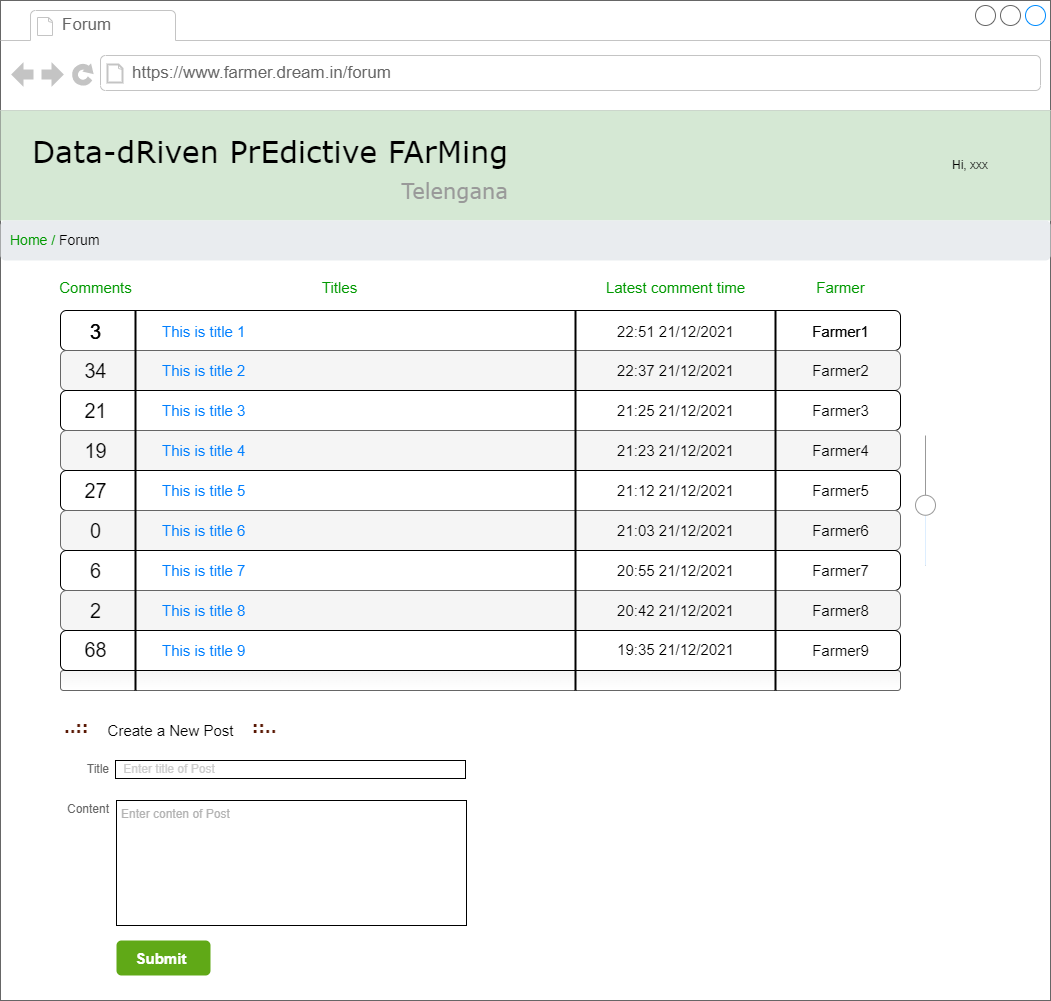 Forum
https://www.farmer.dream.in/forum
Data-dRiven PrEdictive FArMing
Telengana
Hi, xxx
Home / Forum
Comments Titles Latest comment time Farmer
3 This is title 1 22:51 21/12/2021 Farmer1
34 This is title 2 22:37 21/12/2021 Farmer2
21 This is title 3 21:25 21/12/2021 Farmer3
19 This is title 4 21:23 21/12/2021 Farmer4
27 This is title 5 21:12 21/12/2021 Farmer5
0 This is title 6 21:03 21/12/2021 Farmer6
6 This is title 7 20:55 21/12/2021 Farmer7
2 This is title 8 20:42 21/12/2021 Farmer8
68 This is title 9 19:35 21/12/2021 Farmer9
..:: Create a New Post ::..
Title Enter title of Post
Content Enter conten of Post
Submit